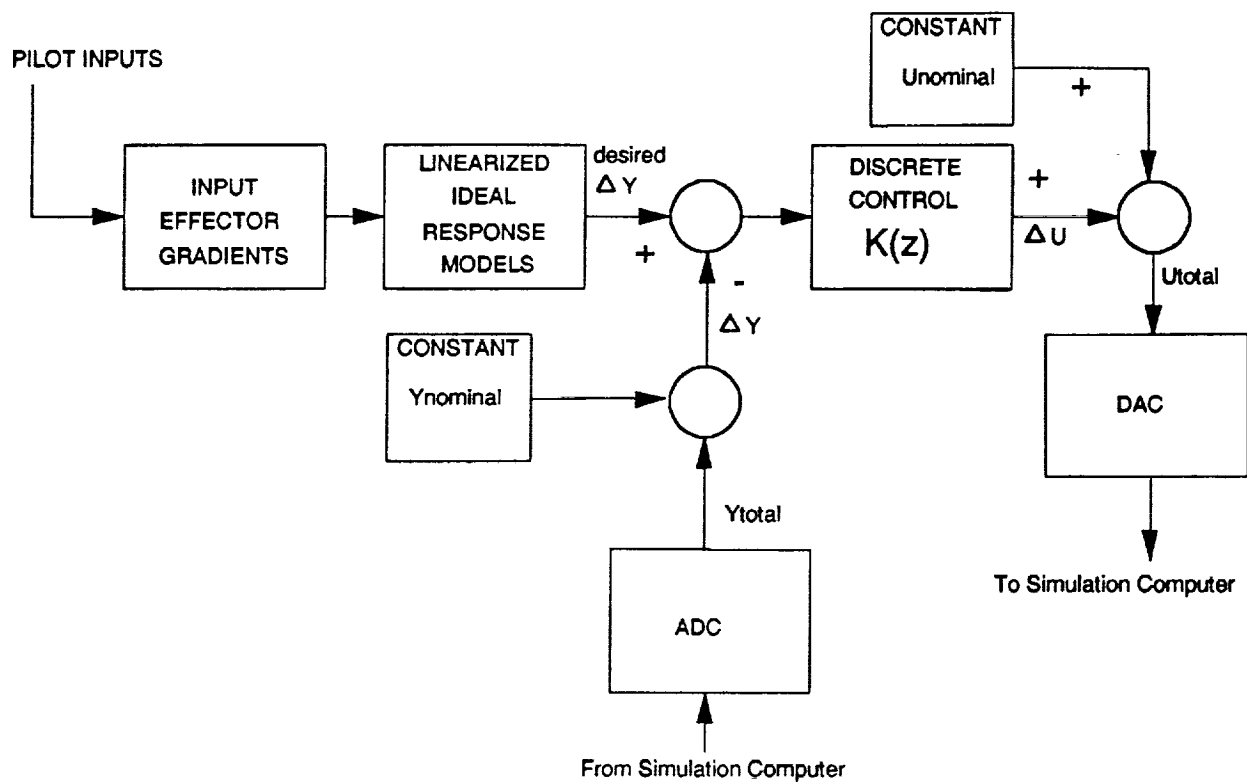 PILOT INPUTS
INPUT
EFFECTOR
GRADIENTS
LINEARIZED
IDEAL
RESPONSE
MODELS
desired
Δ Y
+
-
Δ Y
CONSTANT
Ynominal
Ytotal
ADC
From Simulation Computer
DISCRETE
CONTROL
K(z)
CONSTANT
Unominal
+
+
Δ U
Utotal
DAC
To Simulation Computer